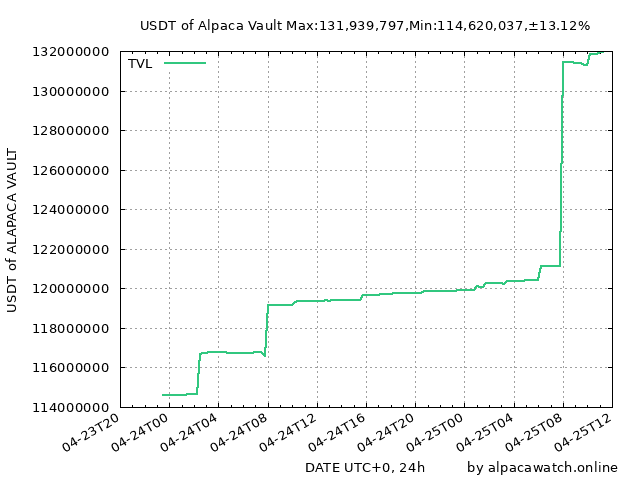 USDT of Alpaca Vault Max:131,939,797,Min:114,620,037,±13.12%
TVL
132000000
130000000
128000000
126000000
124000000
122000000
120000000
118000000
116000000
114000000
USDT of ALAPACA VAULT
04-23T20
04-24T00
04-24T04
04-24T08
04-24T12
04-24T16
04-24T20
04-25T00
04-25T04
04-25T08
04-25T12
DATE UTC+0, 24h
by alpacawatch.online